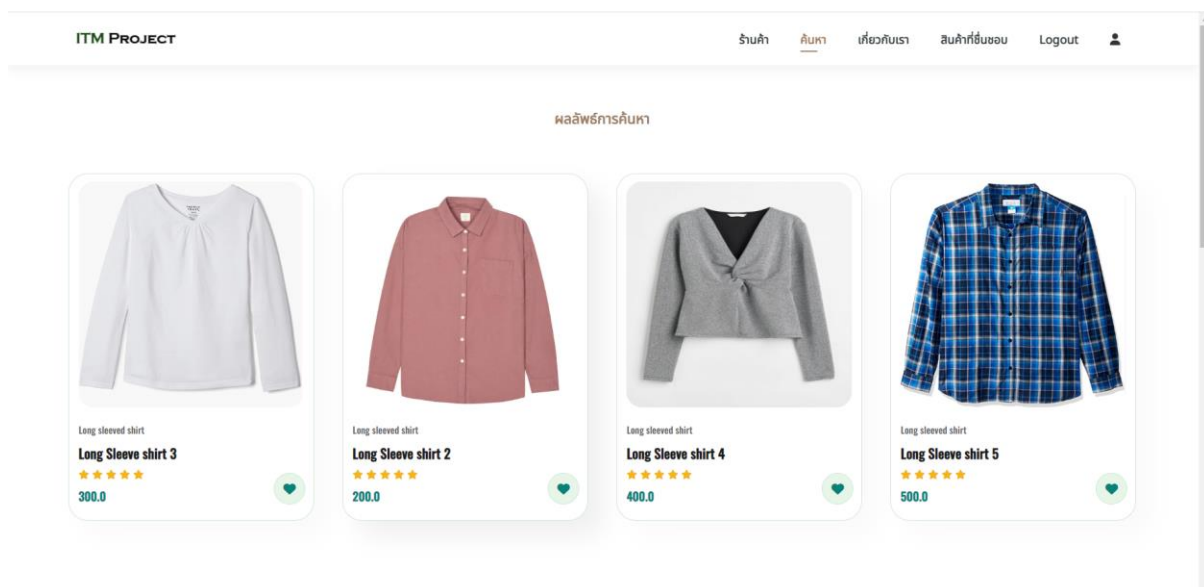 ITM PROJECT
ร้านค้า ค้นหา เกี่ยวกับเรา สินค้าที่ชื่นชอบ Logout
ผลลัพธ์การค้นหา
Long sleeved shirt
Long Sleeve shirt 3
300.0
Long sleeved shirt
Long Sleeve shirt 2
200.0
Long sleeved shirt
Long Sleeve shirt 4
400.0
Long sleeved shirt
Long Sleeve shirt 5
500.0